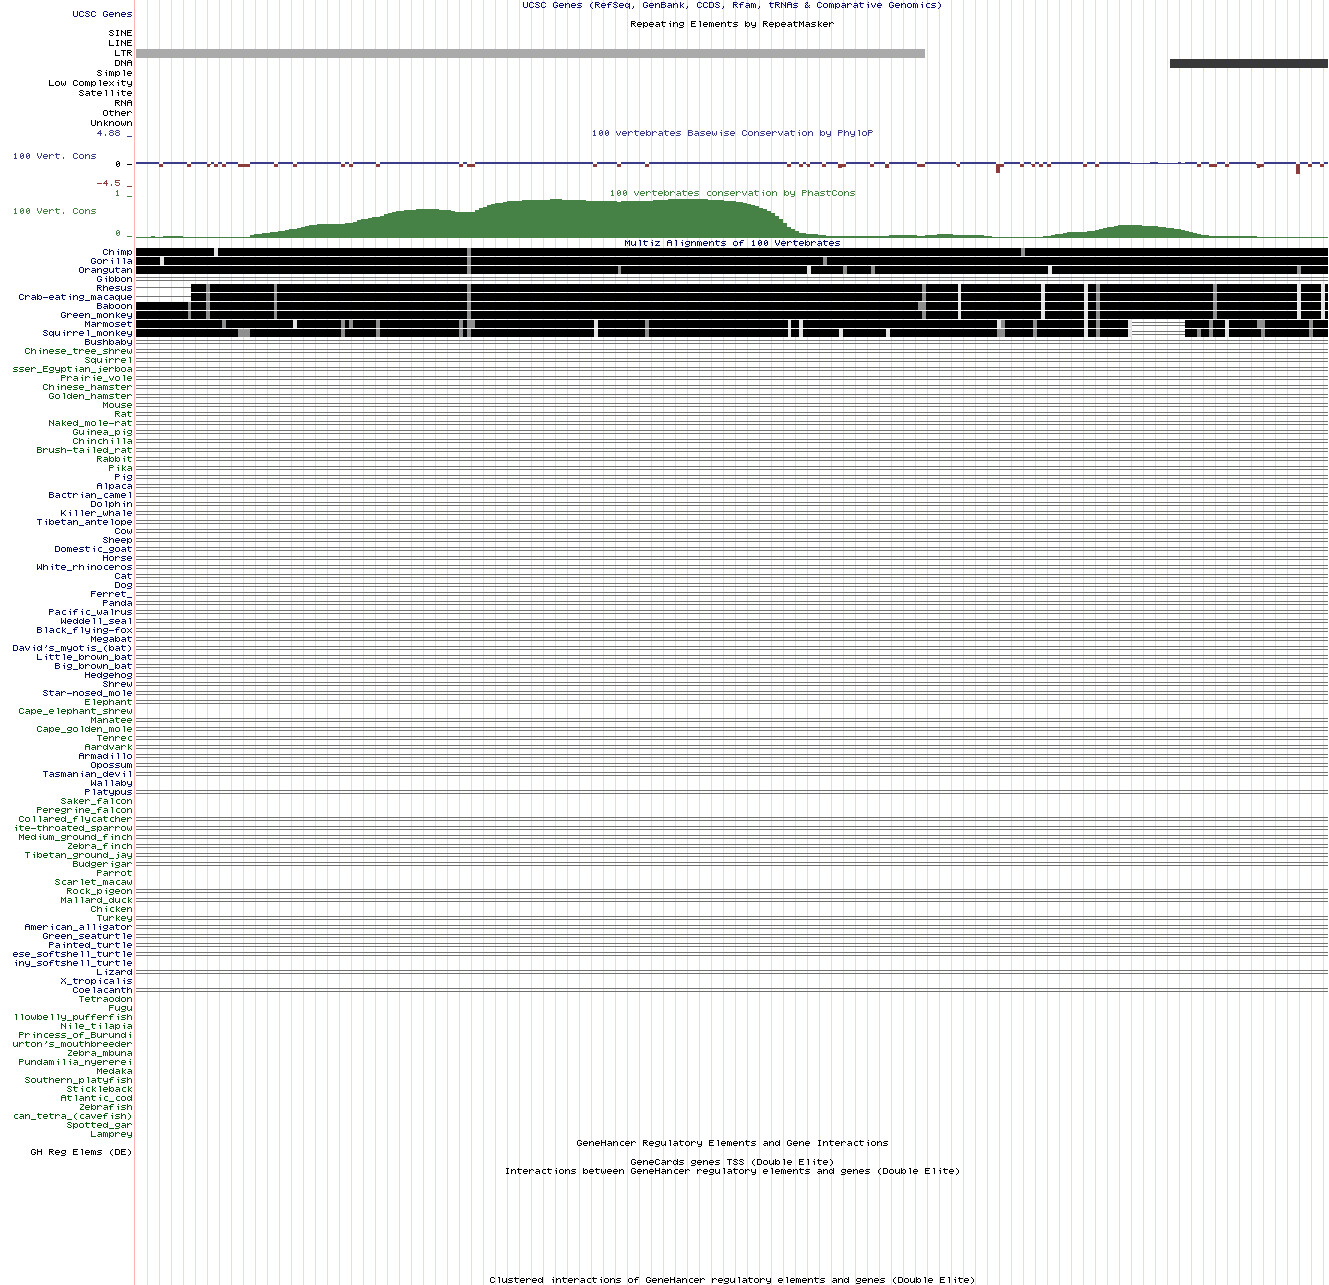 UCSC Genes (RefSeq, GenBank, CCDS, Rfam, tRNAs & Comparative Genomics)
UCSC Genes
Repeating Elements by RepeatMasker
SINE
LINE
LTR
DNA
Simple
Low Complexity
Satellite
RNA
Other
Unknown
4.88 _
100 vertebrates Basewise Conservation by PhyloP
100 Vert. Cons
0 -
-4.5 _
1 _
100 vertebrates conservation by PhastCons
100 Vert. Cons
0 _
Multiz Alignments of 100 Vertebrates
Chimp
Gorilla
Orangutan
Gibbon
Rhesus
Crab-eating_macaque
Baboon
Green_monkey
Marmoset
Squirrel_monkey
Bushbaby
Chinese_tree_shrew
Squirrel
sser_Egyptian_jerboa
Prairie_vole
Chinese_hamster
Golden_hamster
Mouse
Rat
Naked_mole-rat
Guinea_pig
Chinchilla
Brush-tailed_rat
Rabbit
Pika
Pig
Alpaca
Bactrian_camel
Dolphin
Killer_whale
Tibetan_antelope
Cow
Sheep
Domestic_goat
Horse
White_rhinoceros
Cat
Dog
Ferret_
Panda
Pacific_walrus
Weddell_seal
Black_flying-fox
Megabat
David's_myotis_(bat)
Little_brown_bat
Big_brown_bat
Hedgehog
Shrew
Star-nosed_mole
Elephant
Cape_elephant_shrew
Manatee
Cape_golden_mole
Tenrec
Aardvark
Armadillo
Opossum
Tasmanian_devil
Wallaby
Platypus
Saker_falcon
Peregrine_falcon
Collared_flycatcher
ite-throated_sparrow
Medium_ground_finch
Zebra_finch
Tibetan_ground_jay
Budgerigar
Parrot
Scarlet_macaw
Rock_pigeon
Mallard_duck
Chicken
Turkey
American_alligator
Green_seaturtle
Painted_turtle
ese_softshell_turtle
iny_softshell_turtle
Lizard
X_tropicalis
Coelacanth
Tetraodon
Fugu
llowbelly_pufferfish
Nile_tilapia
Princess_of_Burundi
urton's_mouthbreeder
Zebra_mbuna
Pundamilia_nyererei
Medaka
Southern_platyfish
Stickleback
Atlantic_cod
Zebrafish
can_tetra_(cavefish)
Spotted_gar
Lamprey
GeneHancer Regulatory Elements and Gene Interactions
GH Reg Elems (DE)
GeneCards genes TSS (Double Elite)
Interactions between GeneHancer regulatory elements and genes (Double Elite)
Clustered interactions of GeneHancer regulatory elements and genes (Double Elite)